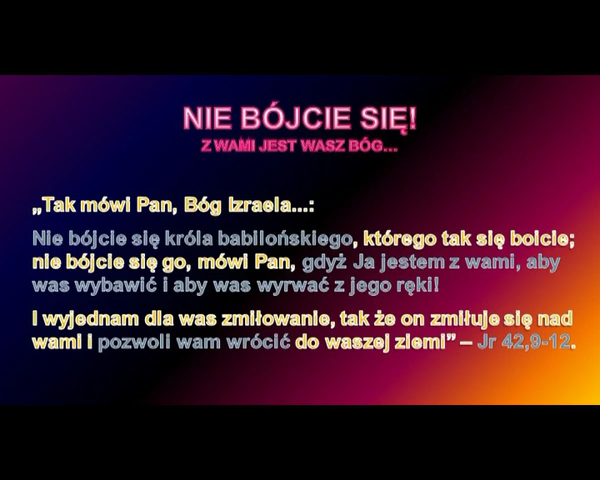 NIE BÓJCIE SIĘ!
Z WAMI JEST WASZ BÓG...
„Tak mówi Pan, Bóg Izraela...:
Nie bójcie się króla babilońskiego, którego tak się boicie;
nie bójcie się go, mówi Pan, gdyż Ja jestem z wami, aby
was wybawić i aby was wyrwać z jego ręki!
I wyjednam dla was zmiłowanie, tak że on zmiłuje się nad
wami i pozwoli wam wrócić do waszej ziemi” – Jr 42,9-12.